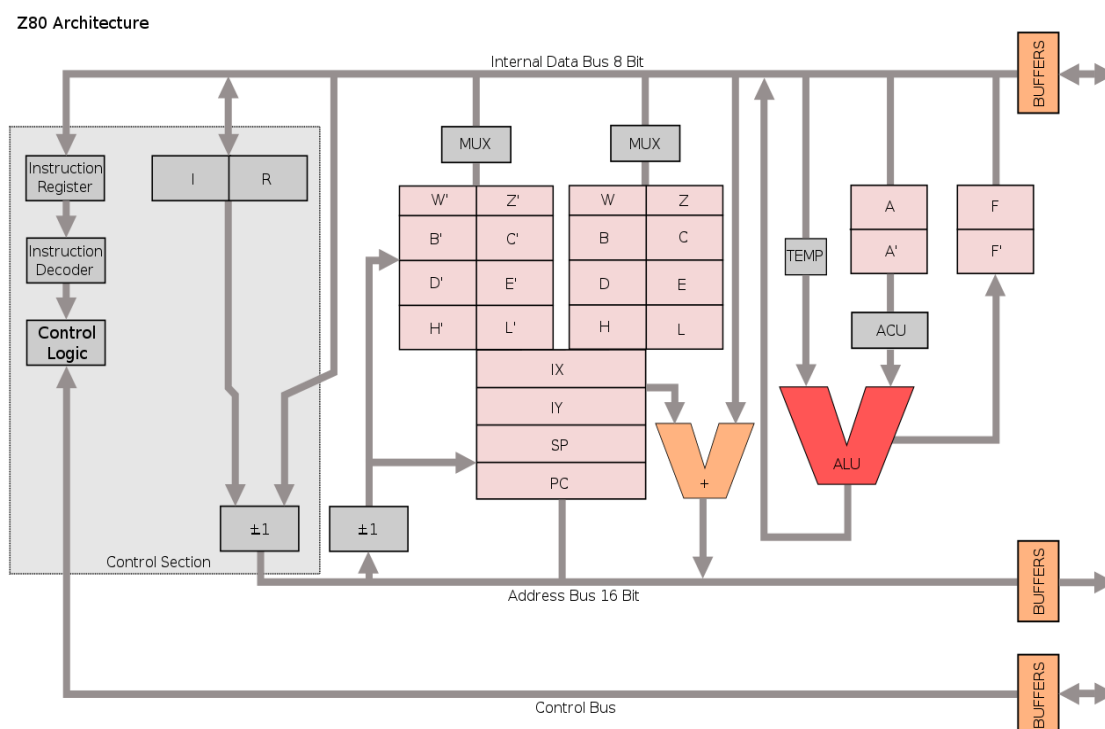 Z80 Architecture
Internal Data Bus 8 Bit
BUFFERS
Instruction
Register
I
R
MUX
MUX
W'
Z'
W
Z
A
F
B'
C'
B
C
Instruction
Decoder
TEMP
A'
F'
D'
E'
D
E
H'
L'
H
L
Control
Logic
ACU
IX
IY
SP
PC
+
ALU
±1
±1
Control Section
BUFFERS
Address Bus 16 Bit
BUFFERS
Control Bus